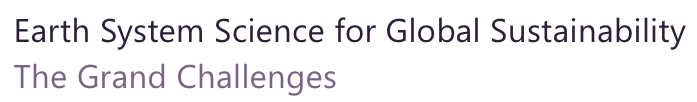 Earth System Science for Global Sustainability
The Grand Challenges